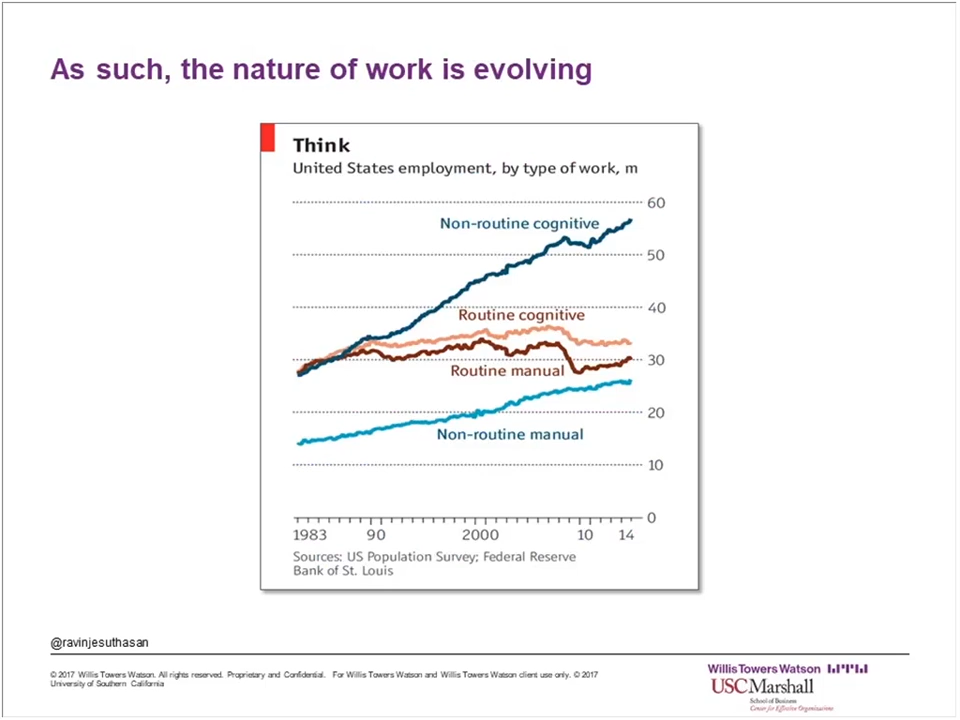 As such, the nature of work is evolving
Think
United States employment, by type of work, m
60
Non-routine cognitive
50
40
Routine cognitive
30
Routine manual
20
Non-routine manual
10
0
1983 90 2000 10 14
Sources: US Population Survey; Federal Reserve
Bank of St. Louis
@ravinjesuthasan
© 2017 Willis Towers Watson. All rights reserved. Proprietary and Confidential. For Willis Towers Watson and Willis Towers Watson client use only. © 2017
University of Southern California
Willis Towers Watson
USC Marshall
School of Business
Center for Effective Organizations